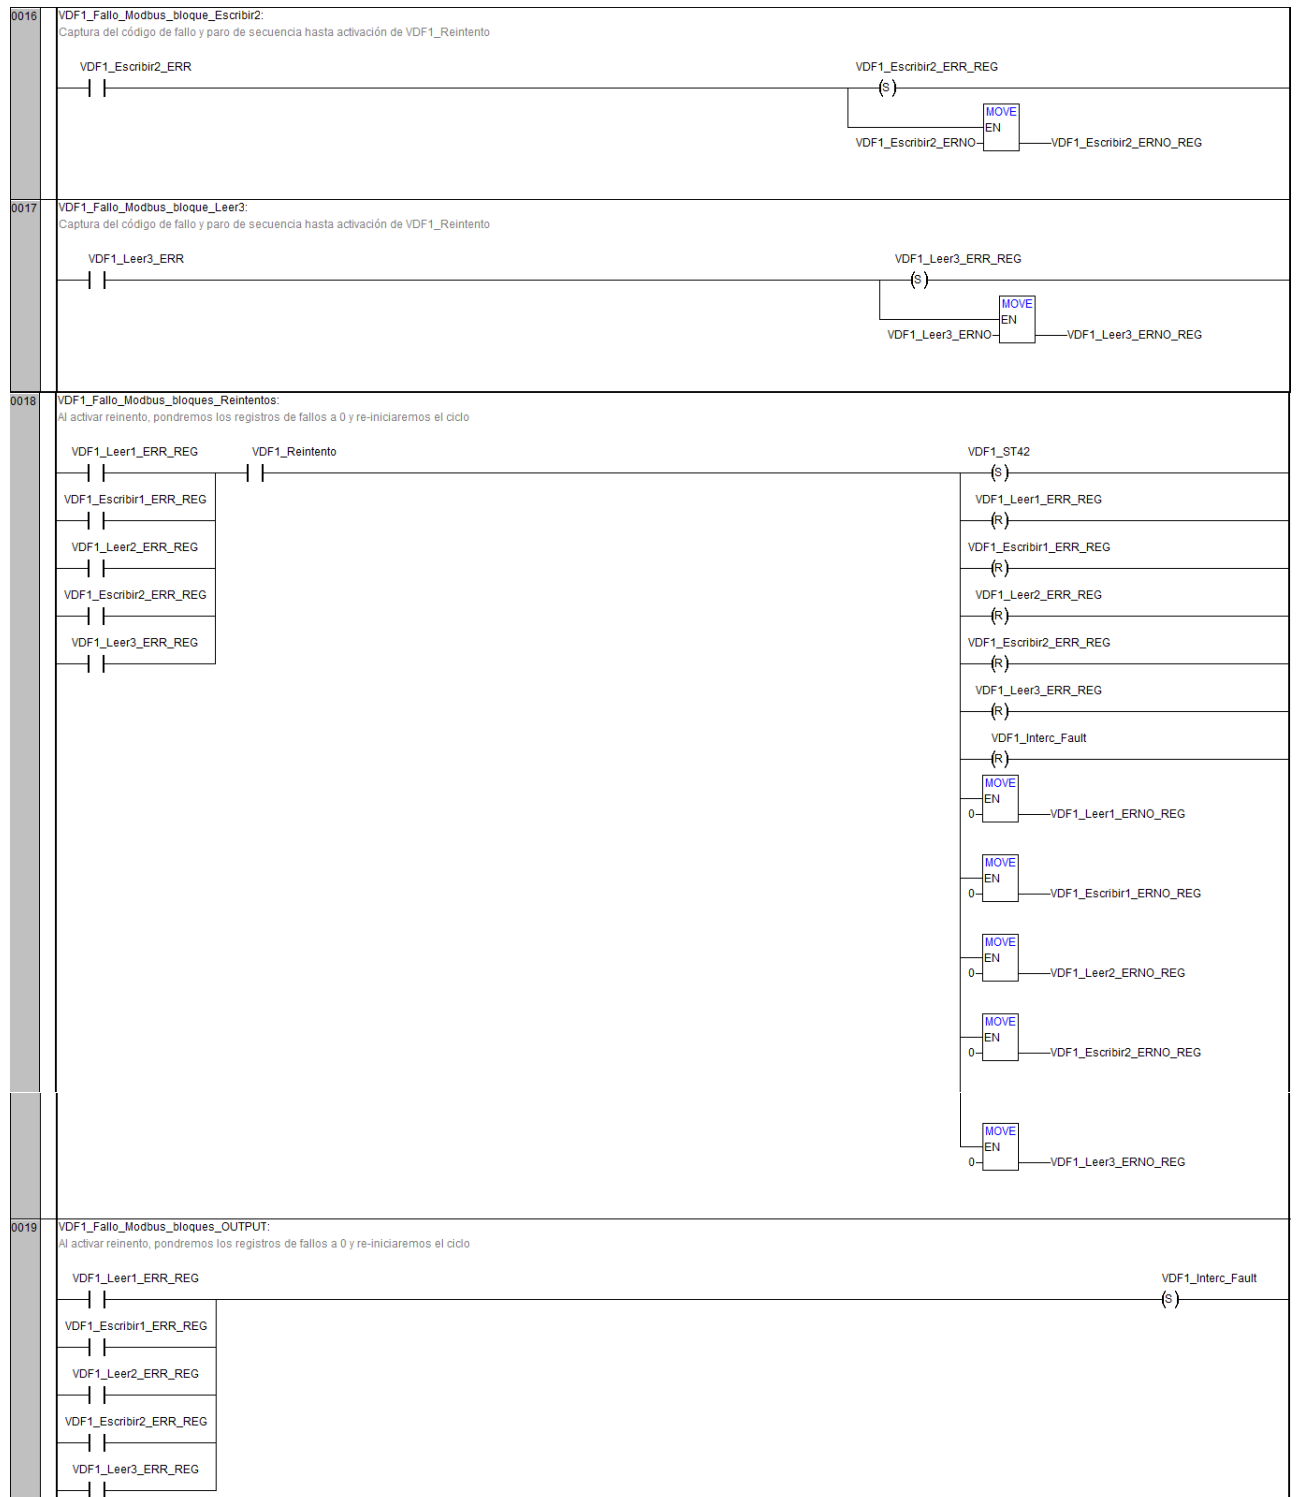 0016
VDF1_Fallo_Modbus_bloque_Escribir2:
Captura del código de fallo y paro de secuencia hasta activación de VDF1_Reintento
VDF1_Escribir2_ERR
VDF1_Escribir2_ERR_REG
S
MOVE
EN
VDF1_Escribir2_ERNO
VDF1_Escribir2_ERNO_REG
0017
VDF1_Fallo_Modbus_bloque_Leer3:
Captura del código de fallo y paro de secuencia hasta activación de VDF1_Reintento
VDF1_Leer3_ERR
VDF1_Leer3_ERR_REG
S
MOVE
EN
VDF1_Leer3_ERNO
VDF1_Leer3_ERNO_REG
0018
VDF1_Fallo_Modbus_bloques_Reintentos:
Al activar reinento, pondremos los registros de fallos a 0 y re-iniciaremos el ciclo
VDF1_Leer1_ERR_REG
VDF1_Reintento
VDF1_ST42
S
VDF1_Escribir1_ERR_REG
VDF1_Leer1_ERR_REG
R
VDF1_Leer2_ERR_REG
VDF1_Escribir1_ERR_REG
R
VDF1_Escribir2_ERR_REG
VDF1_Leer2_ERR_REG
R
VDF1_Leer3_ERR_REG
VDF1_Escribir2_ERR_REG
R
VDF1_Leer3_ERR_REG
R
VDF1_Interc_Fault
R
MOVE
EN
0
VDF1_Leer1_ERNO_REG
MOVE
EN
0
VDF1_Escribir1_ERNO_REG
MOVE
EN
0
VDF1_Leer2_ERNO_REG
MOVE
EN
0
VDF1_Escribir2_ERNO_REG
MOVE
EN
0
VDF1_Leer3_ERNO_REG
0019
VDF1_Fallo_Modbus_bloques_OUTPUT:
Al activar reinento, pondremos los registros de fallos a 0 y re-iniciaremos el ciclo
VDF1_Leer1_ERR_REG
VDF1_Interc_Fault
S
VDF1_Escribir1_ERR_REG
VDF1_Leer2_ERR_REG
VDF1_Escribir2_ERR_REG
VDF1_Leer3_ERR_REG